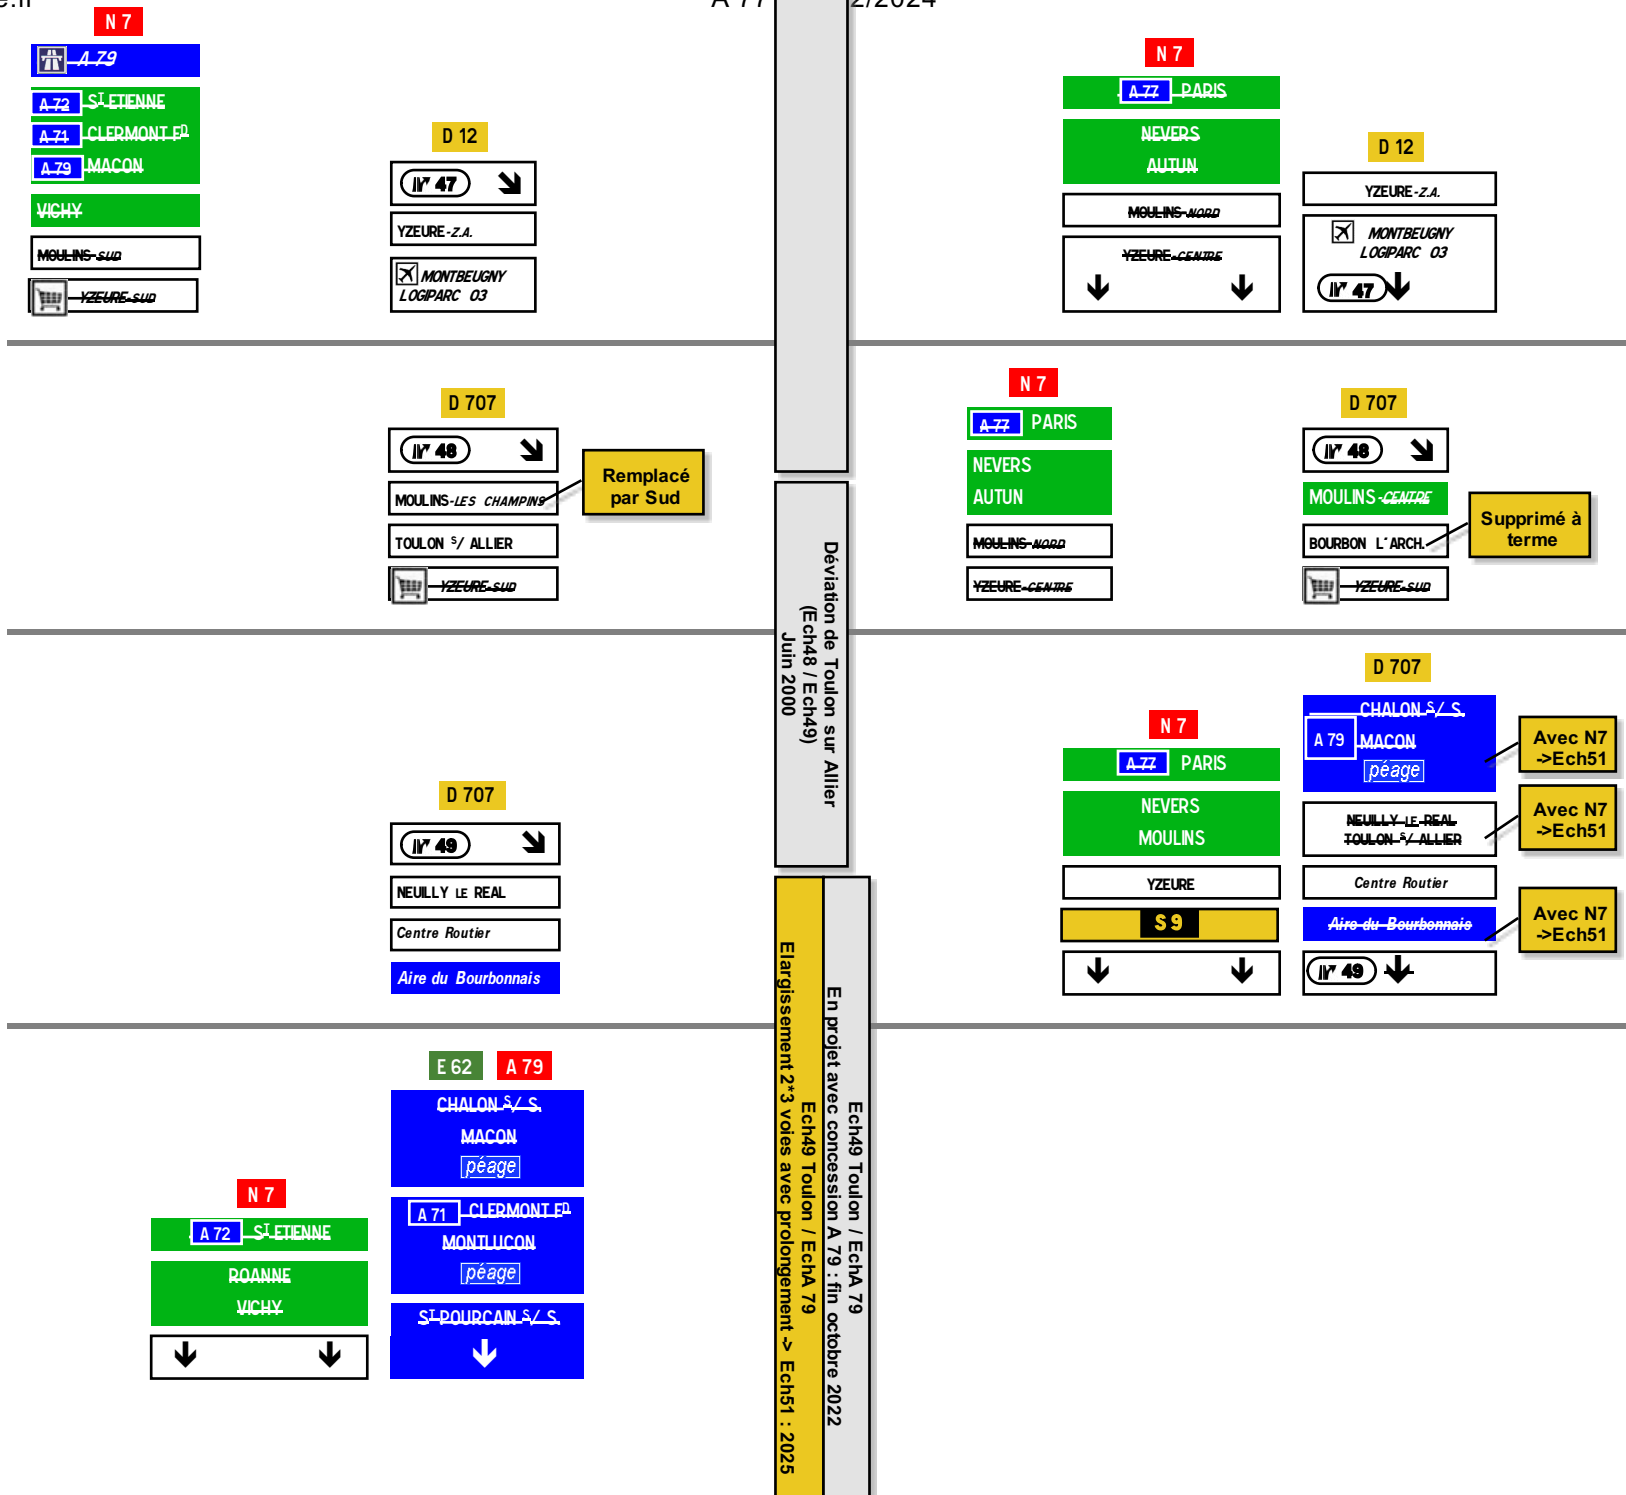 N 7
A 79
A 72 ST ETIENNE
A 71 CLERMONT FD
A 79 MACON
VICHY
MOULINS-SUD
YZEURE-SUD
D 12
47
YZEURE-Z.A.
MONTBEUGNY
LOGIPARC 03
N 7
A 77 PARIS
NEVERS
AUTUN
MOULINS-NORD
YZEURE-CENTRE
D 12
YZEURE-Z.A.
MONTBEUGNY
LOGIPARC 03
47
D 707
48
MOULINS-LES CHAMPINS
TOULON S/ ALLIER
YZEURE-SUD
Remplacé
par Sud
N 7
A 77 PARIS
NEVERS
AUTUN
MOULINS-NORD
YZEURE-CENTRE
D 707
48
MOULINS-CENTRE
BOURBON L'ARCH.
YZEURE-SUD
Supprimé à
terme
Déviation de Toulon sur Allier
(Ech48 / Ech49)
Juin 2000
D 707
49
NEUILLY LE REAL
Centre Routier
Aire du Bourbonnais
N 7
A 77 PARIS
NEVERS
MOULINS
YZEURE
S 9
D 707
CHALON S/ S.
A 79 MACON
péage
NEUILLY LE REAL
TOULON S/ ALLIER
Centre Routier
Aire du Bourbonnais
49
Avec N7
->Ech51
Avec N7
->Ech51
Avec N7
->Ech51
N 7
A 72 ST ETIENNE
ROANNE
VICHY
E 62 A 79
CHALON S/ S.
MACON
péage
A 71 CLERMONT FD
MONTLUCON
péage
ST POURCAIN S/ S.
Ech49 Toulon / EchA 79
En projet avec concession A 79 : fin octobre 2022
Ech49 Toulon / EchA 79
Elargissement 2*3 voies avec prolongement -> Ech51 : 2025